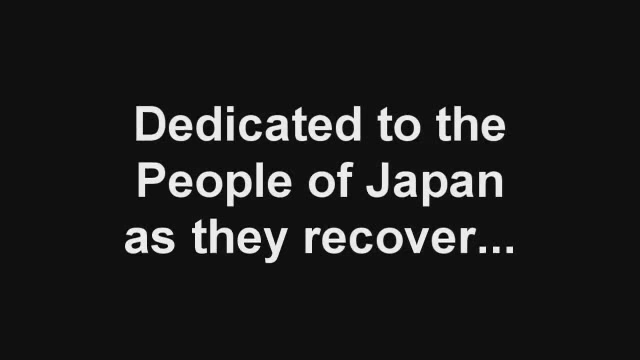 Dedicated to the
People of Japan
as they recover...